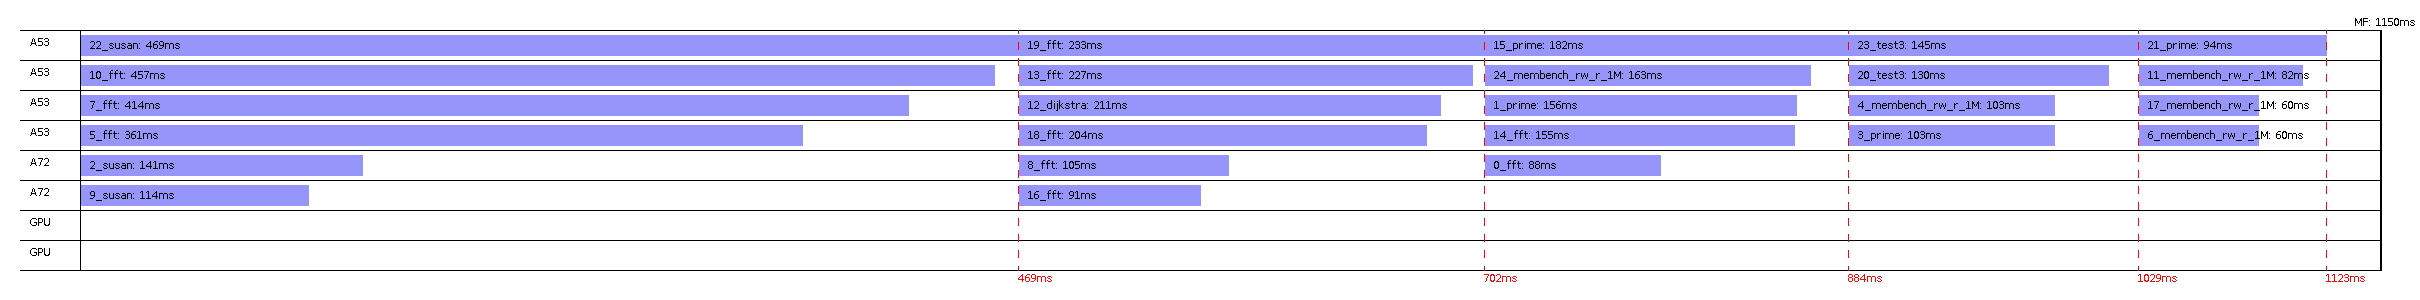 MF: 1150ms
A53 22_susan: 469ms 19_fft: 233ms 15_prime: 182ms 23_test3: 145ms 21_prime: 94ms
A53 10_fft: 457ms 13_fft: 227ms 24_membench_rw_r_1M: 163ms 20_test3: 130ms 11_membench_rw_r_1M: 82ms
A53 7_fft: 414ms 12_dijkstra: 211ms 1_prime: 156ms 4_membench_rw_r_1M: 103ms 17_membench_rw_r_1M: 60ms
A53 5_fft: 361ms 18_fft: 204ms 14_fft: 155ms 3_prime: 103ms 6_membench_rw_r_1M: 60ms
A72 2_susan: 141ms 8_fft: 105ms 0_fft: 88ms
A72 9_susan: 114ms 16_fft: 91ms
GPU
GPU
469ms 702ms 884ms 1029ms 1123ms